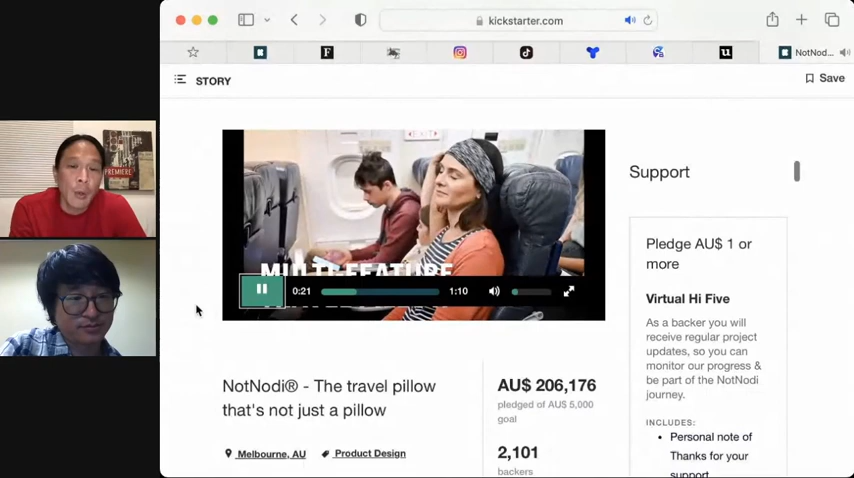 kickstarter.com
NotNodi...
STORY
Save
PREMIERE
MULTI FEATURE
0:21
1:10
Support
Pledge AU$ 1 or
more
Virtual Hi Five
As a backer you will
receive regular project
updates, so you can
monitor our progress &
be part of the NotNodi
journey.
INCLUDES:
• Personal note of
Thanks for your
support
NotNodi® - The travel pillow
that's not just a pillow
Melbourne, AU
Product Design
AU$ 206,176
pledged of AU$ 5,000
goal
2,101
backers